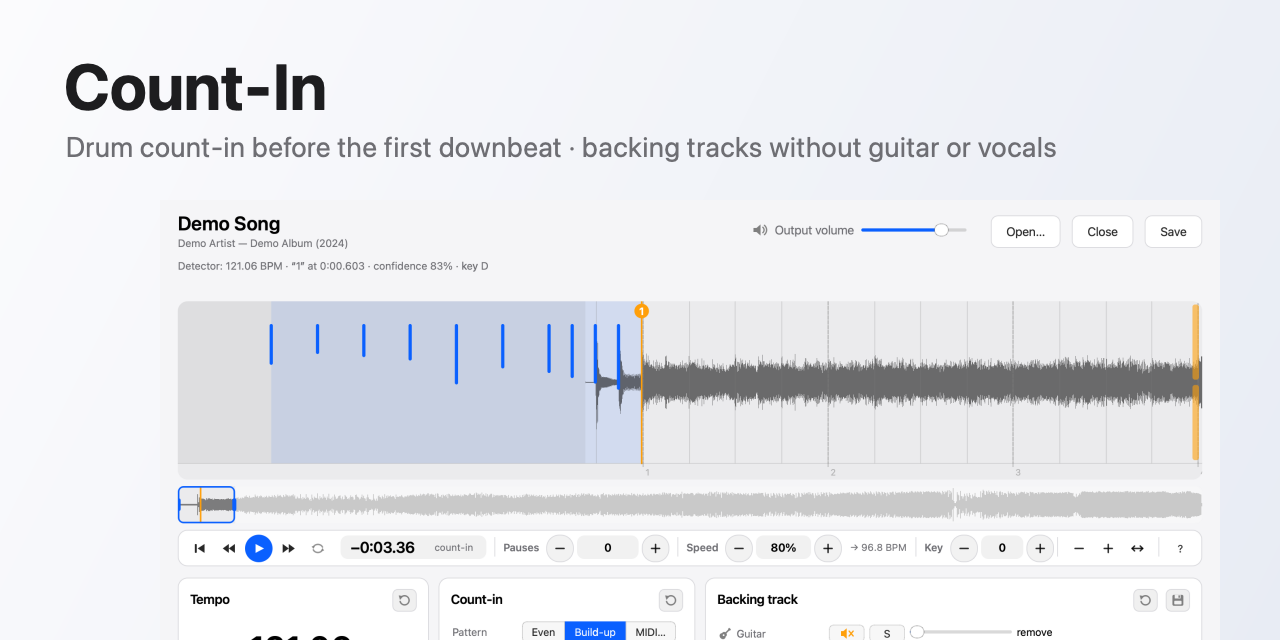 Count-In
Drum count-in before the first downbeat · backing tracks without guitar or vocals
Demo Song
Demo Artist — Demo Album (2024)
Detector: 121.06 BPM · “1” at 0:00.603 · confidence 83% · key D
Output volume
Open...
Close
Save
1
1
2
3
−0:03.36
count-in
Pauses
−
0
+
Speed
−
80%
+
→ 96.8 BPM
Key
−
0
+
−
+
↔
?
Tempo
Count-in
Pattern
Even
Build-up
MIDI...
Backing track
Guitar
S
remove